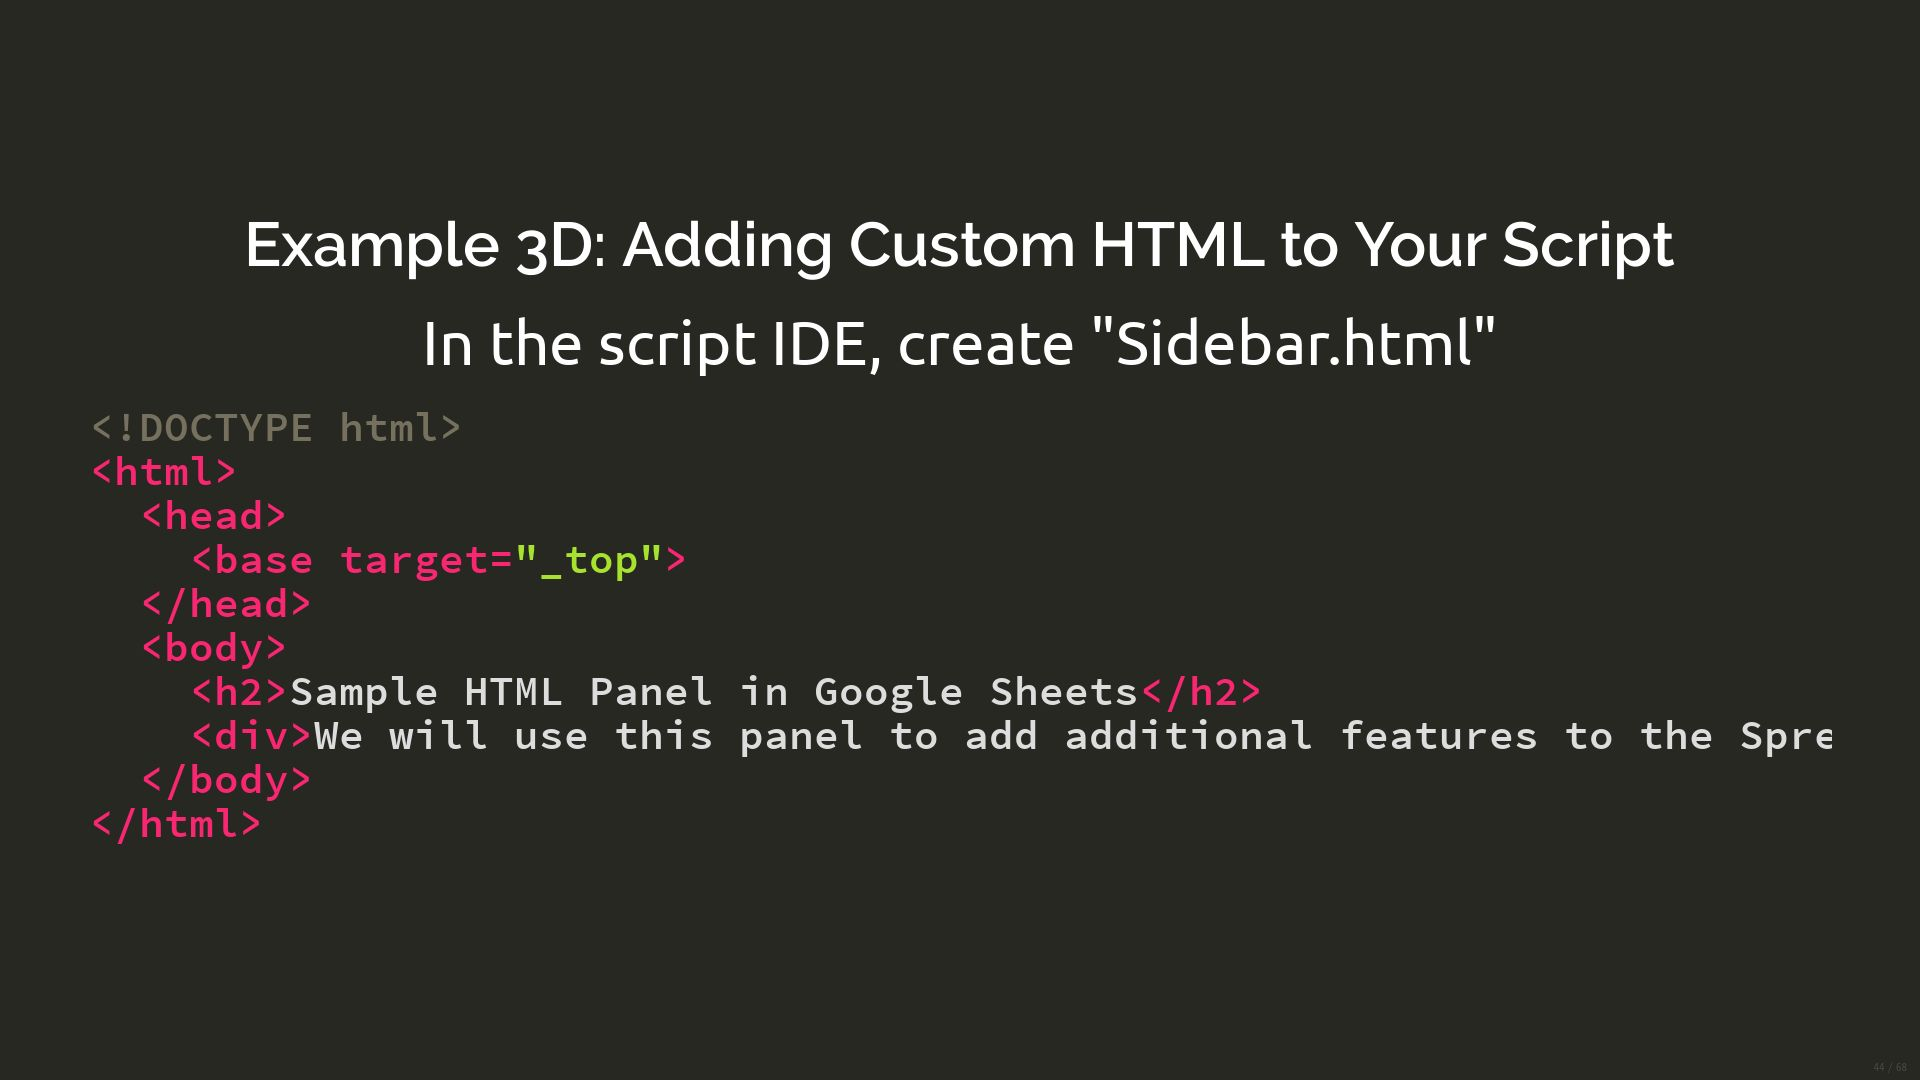 Example 3D: Adding Custom HTML to Your Script
In the script IDE, create "Sidebar.html"
<!DOCTYPE html>
<html>
  <head>
    <base target="_top">
  </head>
  <body>
    <h2>Sample HTML Panel in Google Sheets</h2>
    <div>We will use this panel to add additional features to the Spre
  </body>
</html>
44 / 68